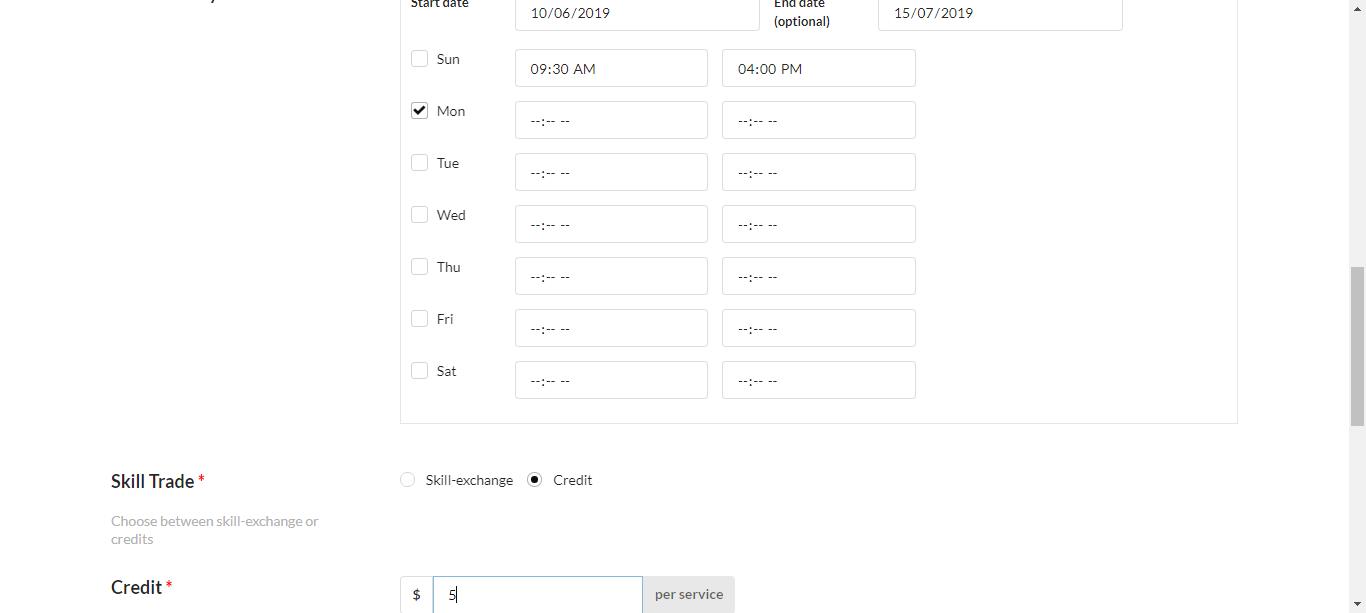 Start date 10/06/2019 End date 15/07/2019
(optional)
Sun 09:30 AM 04:00 PM
Mon --:-- -- --:-- --
Tue --:-- -- --:-- --
Wed --:-- -- --:-- --
Thu --:-- -- --:-- --
Fri --:-- -- --:-- --
Sat --:-- -- --:-- --
Skill Trade * Skill-exchange Credit
Choose between skill-exchange or
credits
Credit * $ 5 per service